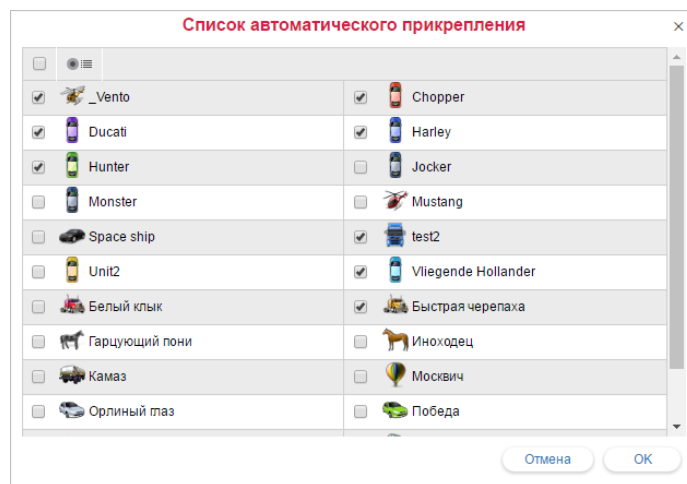 Список автоматического прикрепления
_Vento Chopper
Ducati Harley
Hunter Jocker
Monster Mustang
Space ship test2
Unit2 Vliegende Hollander
Белый клык Быстрая черепаха
Гарцующий пони Иноходец
Камаз Москвич
Орлиный глаз Победа
Отмена OK